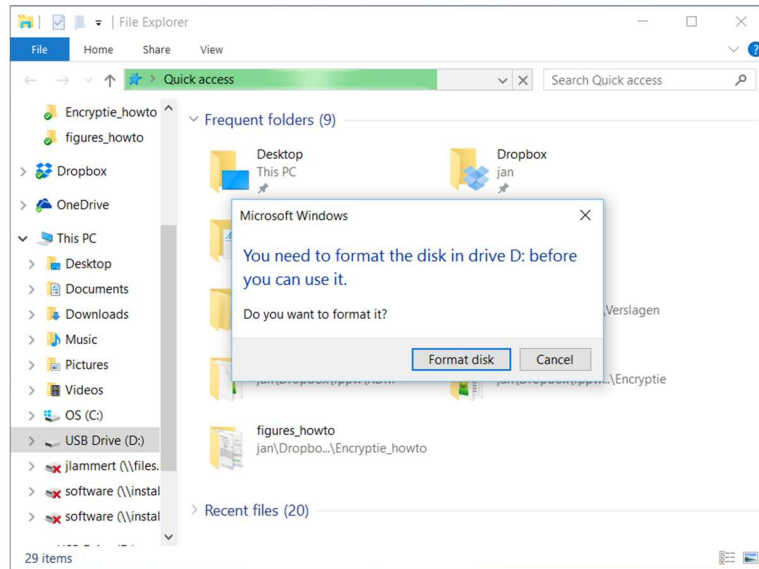 File Explorer
File Home Share View
Quick access
Search Quick access
Encryptie_howto
figures_howto
Dropbox
OneDrive
This PC
Desktop
Documents
Downloads
Music
Pictures
Videos
OS (C:)
USB Drive (D:)
jlammert (\\files.
software (\\instal
software (\\instal
Frequent folders (9)
Desktop
This PC
Dropbox
jan
Microsoft Windows
You need to format the disk in drive D: before
you can use it.
Do you want to format it?
Format disk Cancel
\Verslagen
...\Encryptie
figures_howto
jan\Dropbo...\Encryptie_howto
Recent files (20)
29 items